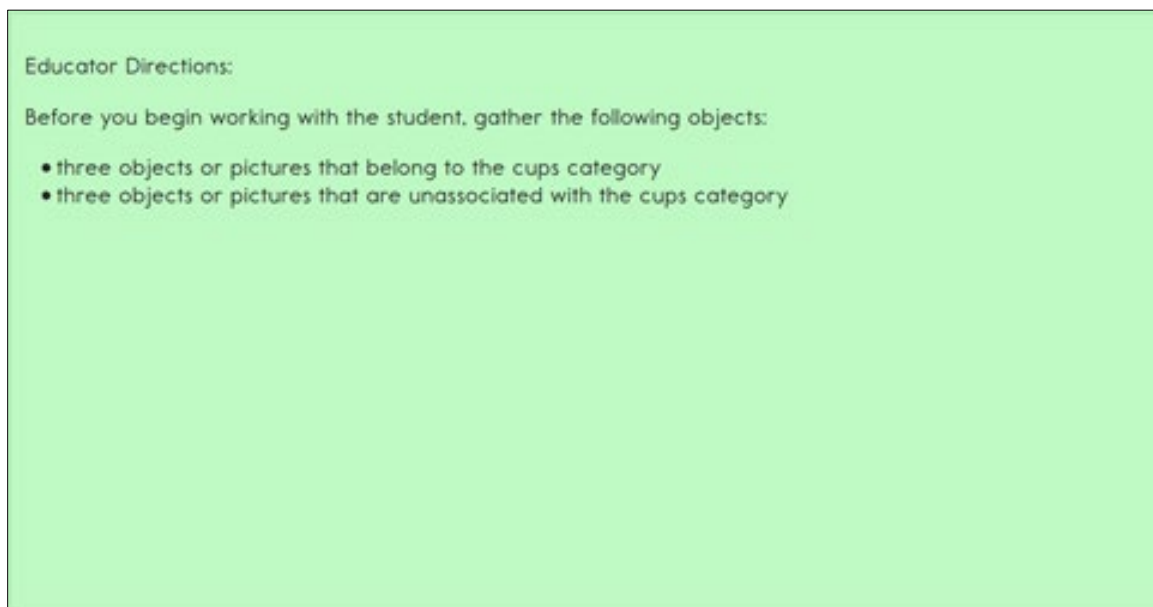 Educator Directions:
Before you begin working with the student, gather the following objects:
• three objects or pictures that belong to the cups category
• three objects or pictures that are unassociated with the cups category